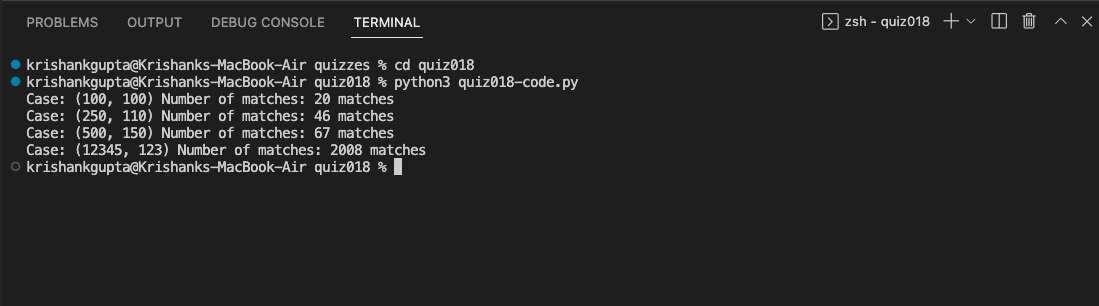 PROBLEMS OUTPUT DEBUG CONSOLE TERMINAL zsh - quiz018
krishankgupta@Krishanks-MacBook-Air quizzes % cd quiz018
krishankgupta@Krishanks-MacBook-Air quiz018 % python3 quiz018-code.py
Case: (100, 100) Number of matches: 20 matches
Case: (250, 110) Number of matches: 46 matches
Case: (500, 150) Number of matches: 67 matches
Case: (12345, 123) Number of matches: 2008 matches
krishankgupta@Krishanks-MacBook-Air quiz018 %